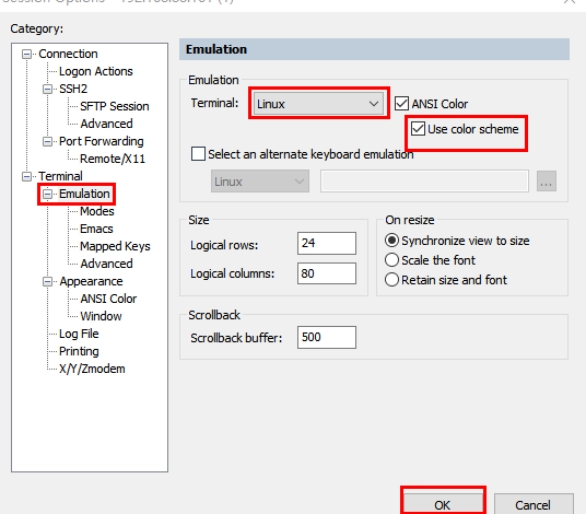 Session Options
Category:
Connection
Logon Actions
SSH2
SFTP Session
Advanced
Port Forwarding
Remote/X11
Terminal
Emulation
Modes
Emacs
Mapped Keys
Advanced
Appearance
ANSI Color
Window
Log File
Printing
X/Y/Zmodem
Emulation
Emulation
Terminal: Linux ANSI Color
Use color scheme
Select an alternate keyboard emulation
Linux ...
Size
Logical rows: 24
Logical columns: 80
On resize
Synchronize view to size
Scale the font
Retain size and font
Scrollback
Scrollback buffer: 500
OK Cancel